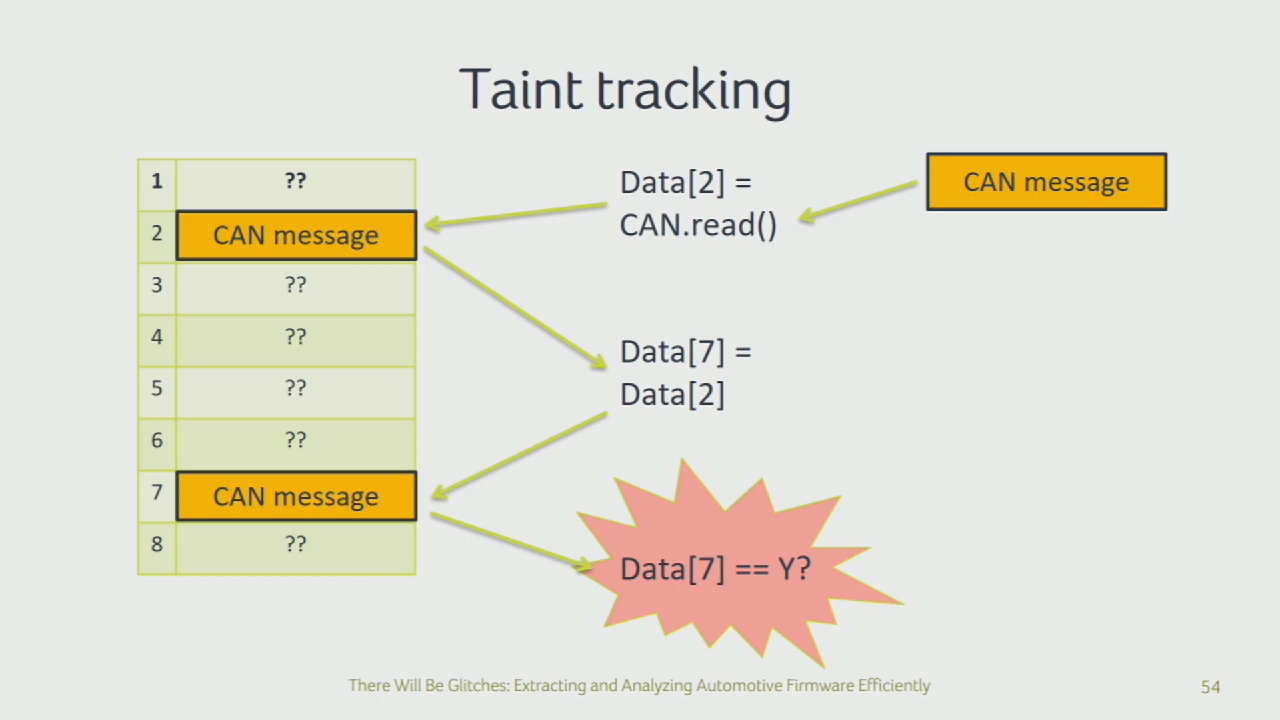 Taint tracking
1 ??
2 CAN message
3 ??
4 ??
5 ??
6 ??
7 CAN message
8 ??
Data[2] =
CAN.read()
CAN message
Data[7] =
Data[2]
Data[7] == Y?
There Will Be Glitches: Extracting and Analyzing Automotive Firmware Efficiently
54